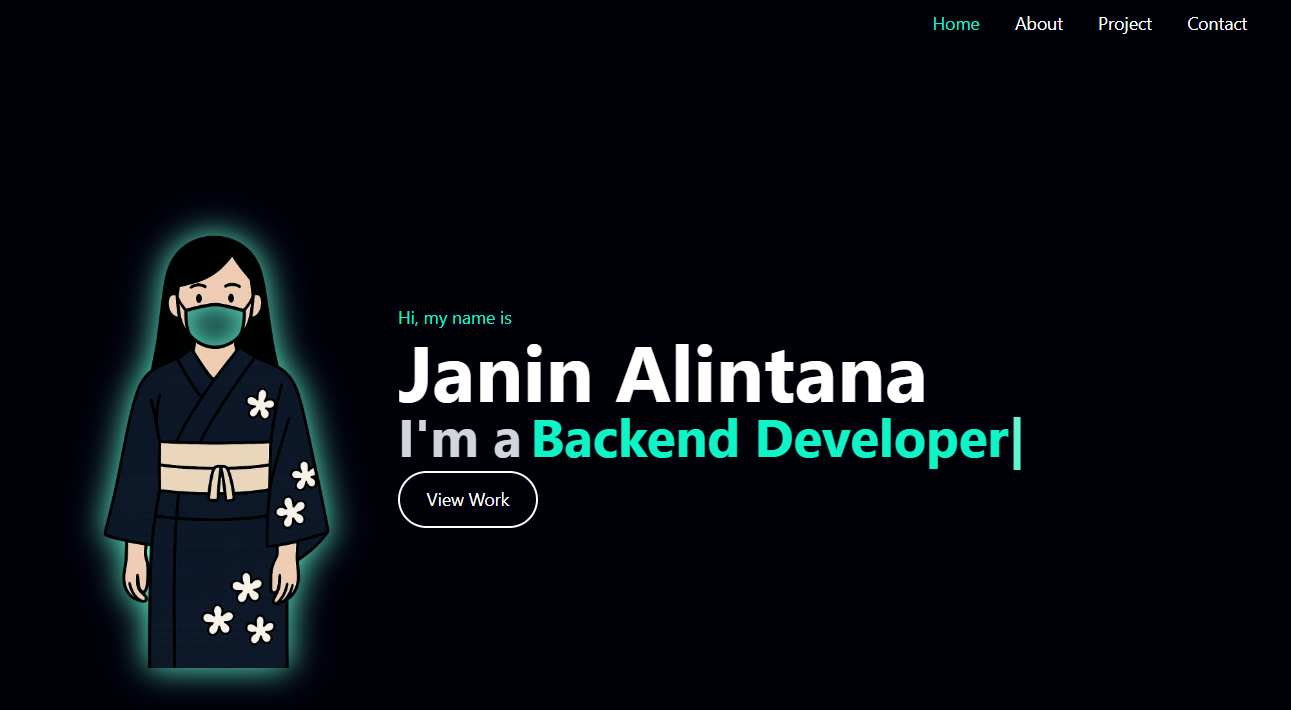 Home About Project Contact
Hi, my name is
Janin Alintana
I'm a Backend Developer|
View Work